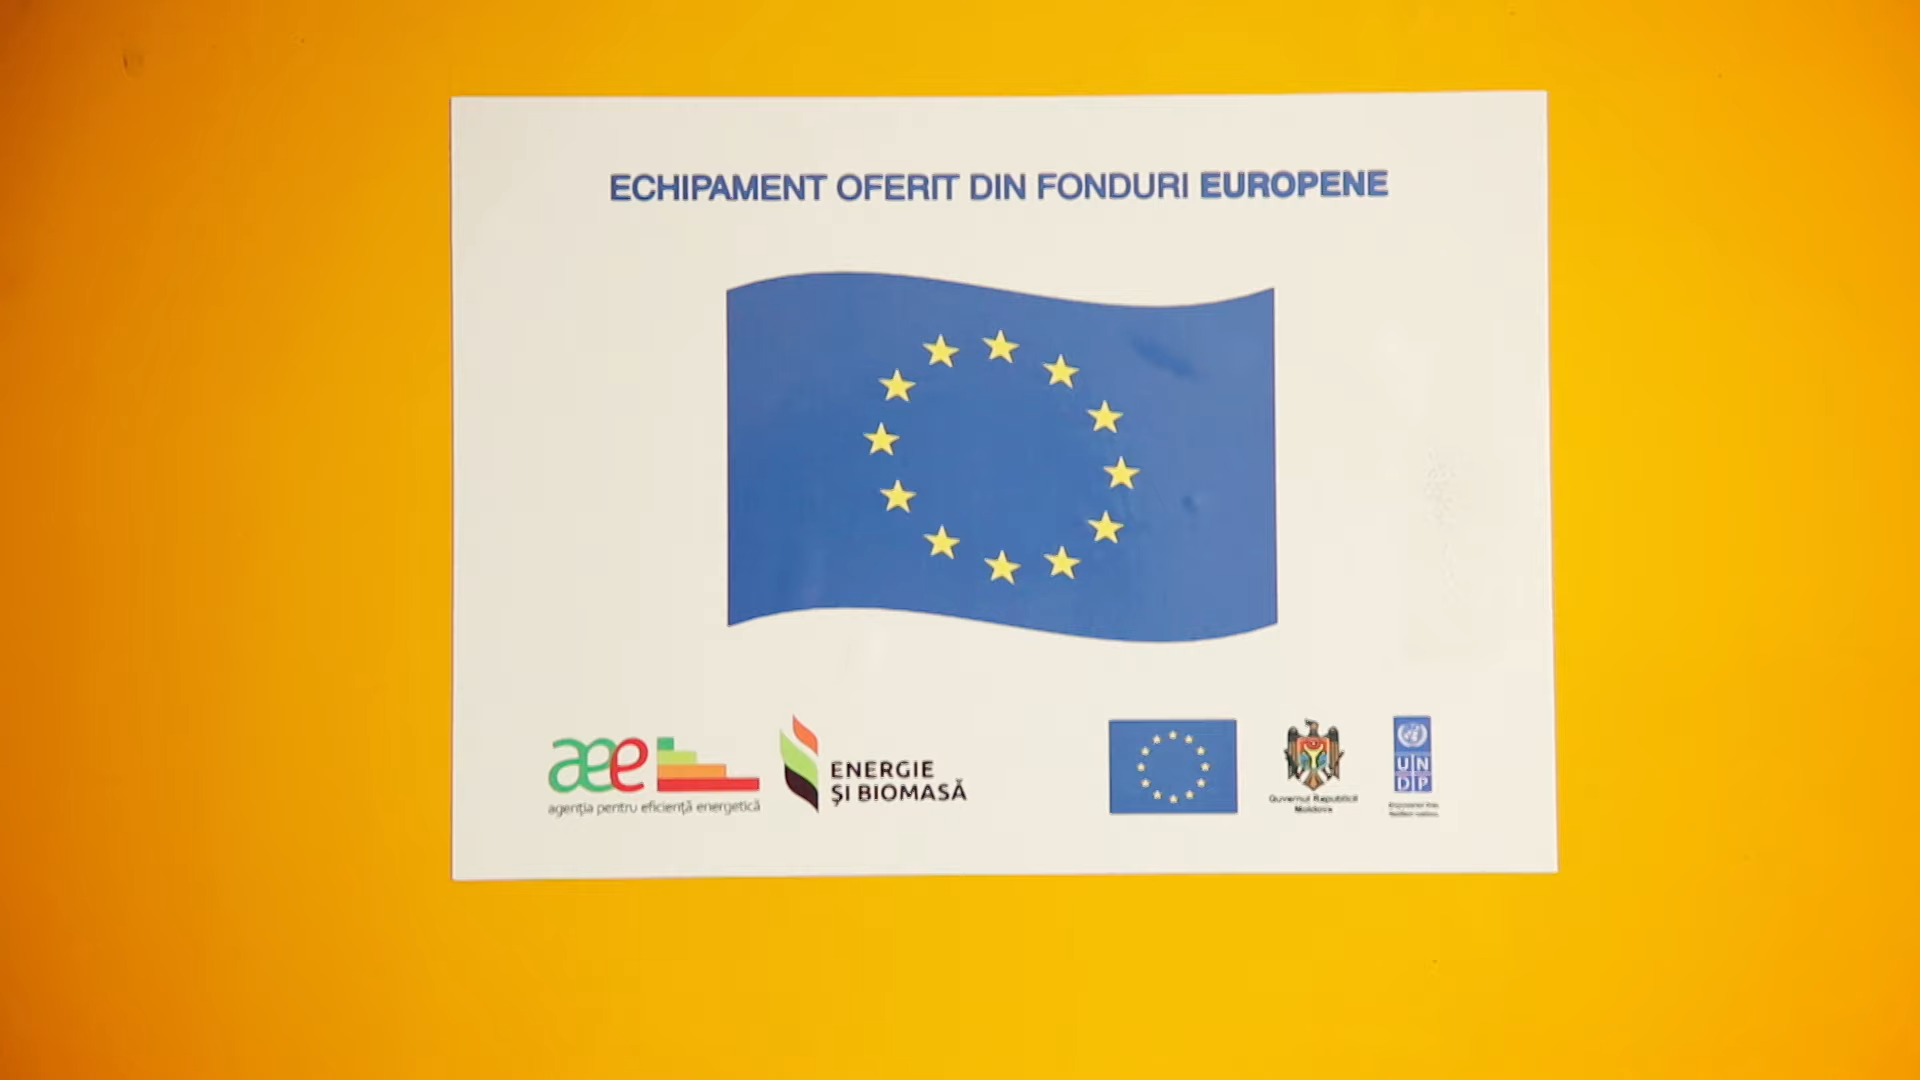 ECHIPAMENT OFERIT DIN FONDURI EUROPENE
aee
agenția pentru eficiență energetică
ENERGIE
ȘI BIOMASĂ
Guvernul Republicii
Moldova
UN
DP